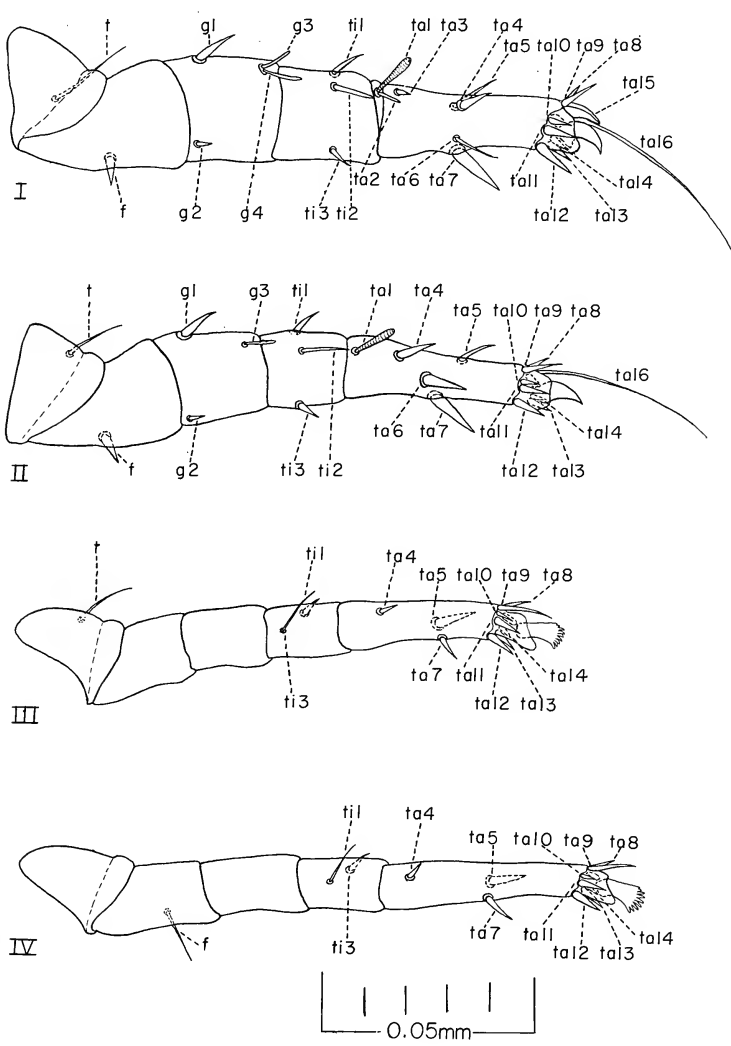 t g1 g3 ti1 ta1 ta3 ta4 ta5 ta10 ta9 ta8
ta15
ta16
I f g2 g4 ti3 ti2 ta2 ta6 ta7 ta11 ta12 ta13 ta14
t g1 g3 ti1 ta1 ta4 ta5 ta10 ta9 ta8
ta16
II f g2 ti3 ti2 ta6 ta7 ta11 ta12 ta13 ta14
t ti1 ta4 ta5 ta10 ta9 ta8
III ti3 ta7 ta11 ta12 ta13 ta14
ti1 ta4 ta5 ta10 ta9 ta8
IV f ti3 ta7 ta11 ta12 ta13 ta14
0.05mm